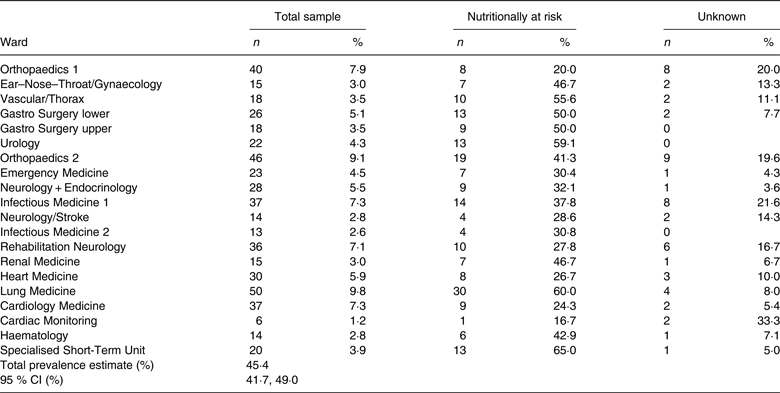 Total sample Nutritionally at risk Unknown
Ward n % n % n %
Orthopaedics 1 40 7·9 8 20·0 8 20·0
Ear–Nose–Throat/Gynaecology 15 3·0 7 46·7 2 13·3
Vascular/Thorax 18 3·5 10 55·6 2 11·1
Gastro Surgery lower 26 5·1 13 50·0 2 7·7
Gastro Surgery upper 18 3·5 9 50·0 0
Urology 22 4·3 13 59·1 0
Orthopaedics 2 46 9·1 19 41·3 9 19·6
Emergency Medicine 23 4·5 7 30·4 1 4·3
Neurology + Endocrinology 28 5·5 9 32·1 1 3·6
Infectious Medicine 1 37 7·3 14 37·8 8 21·6
Neurology/Stroke 14 2·8 4 28·6 2 14·3
Infectious Medicine 2 13 2·6 4 30·8 0
Rehabilitation Neurology 36 7·1 10 27·8 6 16·7
Renal Medicine 15 3·0 7 46·7 1 6·7
Heart Medicine 30 5·9 8 26·7 3 10·0
Lung Medicine 50 9·8 30 60·0 4 8·0
Cardiology Medicine 37 7·3 9 24·3 2 5·4
Cardiac Monitoring 6 1·2 1 16·7 2 33·3
Haematology 14 2·8 6 42·9 1 7·1
Specialised Short-Term Unit 20 3·9 13 65·0 1 5·0
Total prevalence estimate (%) 45·4
95 % CI (%) 41·7, 49·0